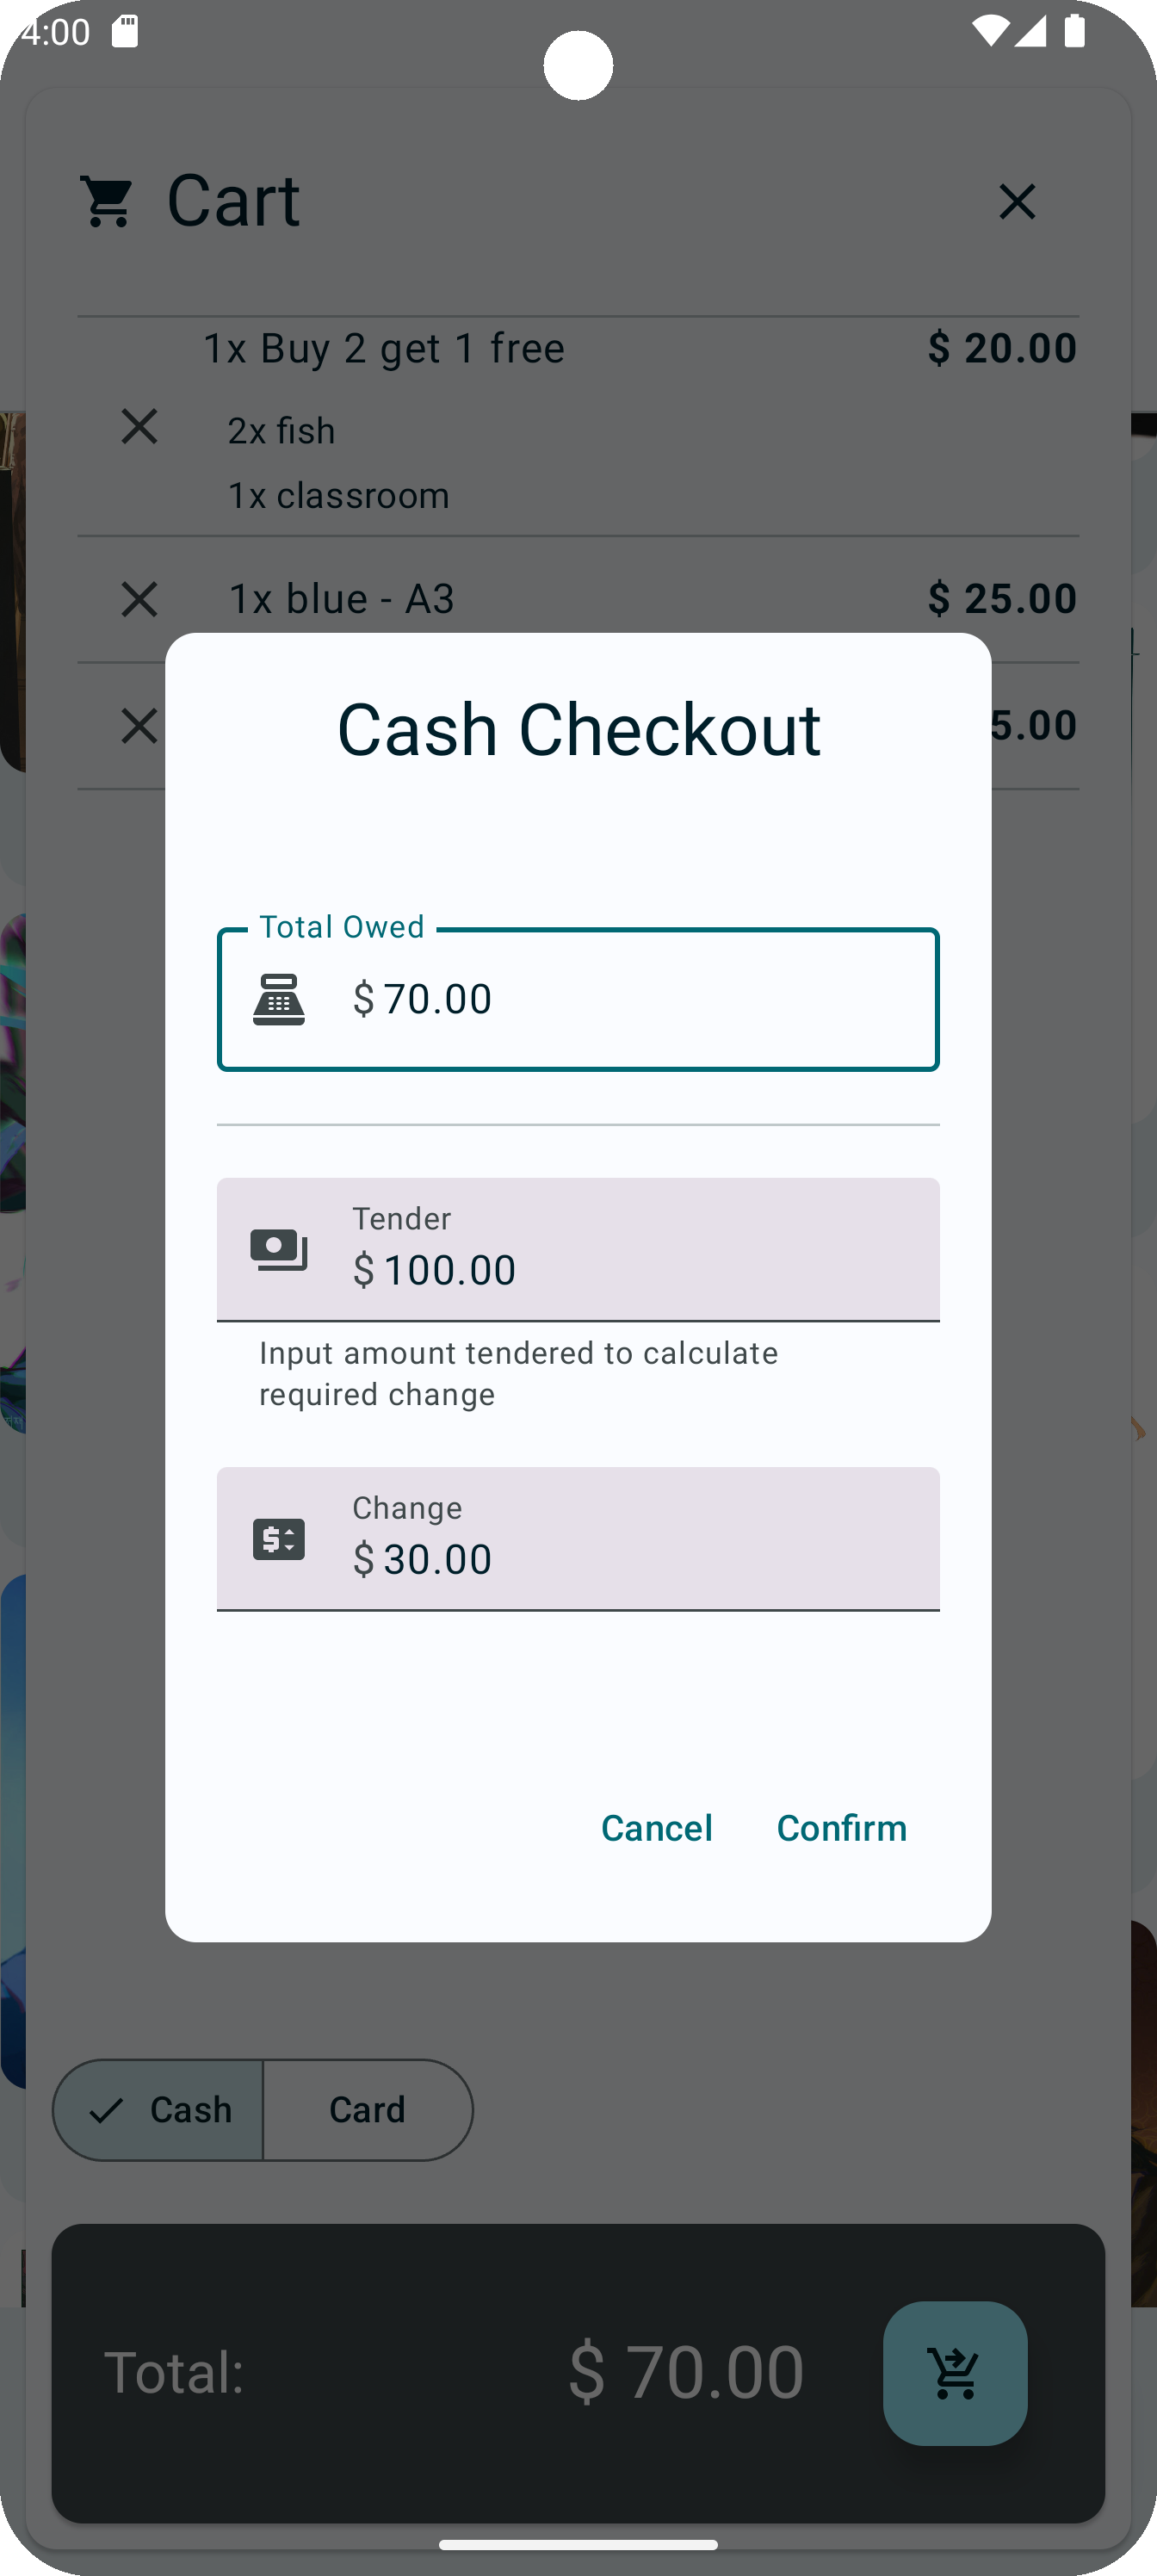 4:00
Cart
1x Buy 2 get 1 free $ 20.00
2x fish
1x classroom
1x blue - A3 $ 25.00
5.00
Cash Checkout
Total Owed
$ 70.00
Tender
$ 100.00
Input amount tendered to calculate
required change
Change
$ 30.00
Cancel Confirm
Cash Card
Total: $ 70.00